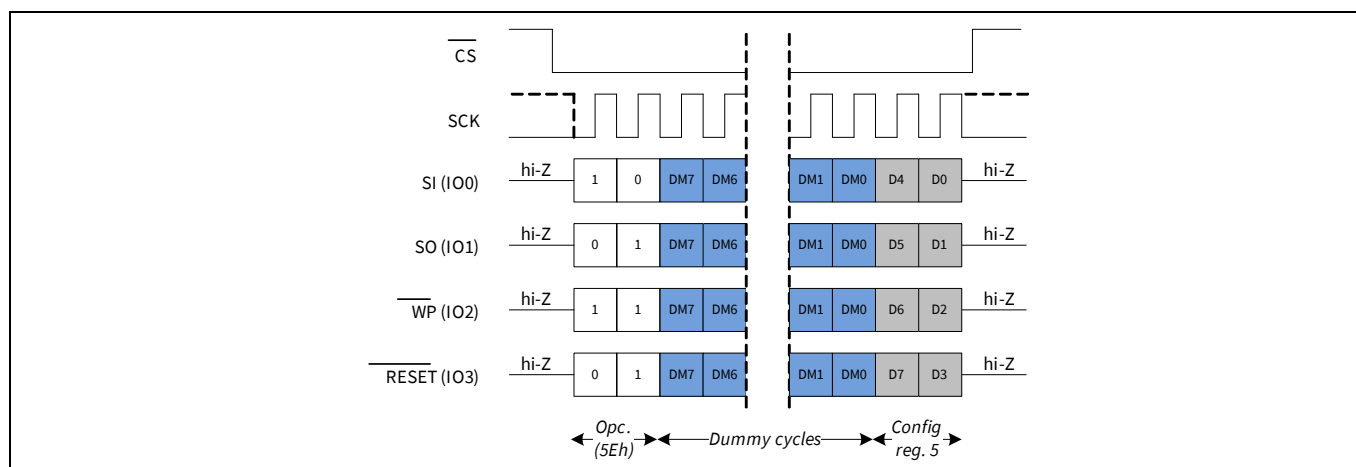 CS
SCK
SI (IO0) hi-Z 1 0 DM7 DM6 DM1 DM0 D4 D0 hi-Z
SO (IO1) hi-Z 0 1 DM7 DM6 DM1 DM0 D5 D1 hi-Z
WP (IO2) hi-Z 1 1 DM7 DM6 DM1 DM0 D6 D2 hi-Z
RESET (IO3) hi-Z 0 1 DM7 DM6 DM1 DM0 D7 D3 hi-Z
Opc. Config
(5Eh) Dummy cycles reg. 5